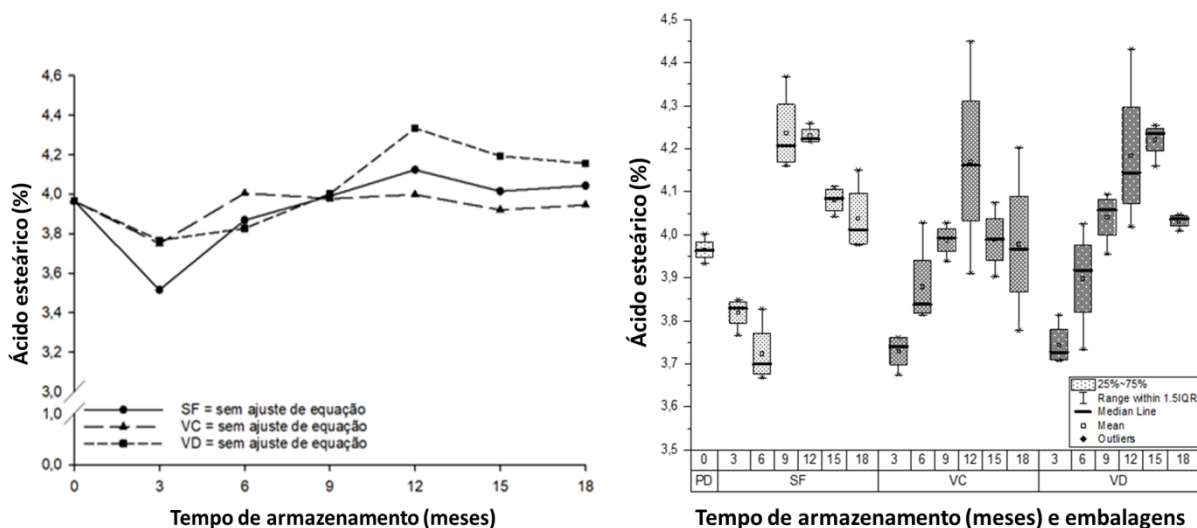 4,6
4,4
4,2
4,0
3,8
3,6
3,4
3,2
3,0
1,0
0,0
Ácido esteárico (%)
SF = sem ajuste de equação
VC = sem ajuste de equação
VD = sem ajuste de equação
0 3 6 9 12 15 18
Tempo de armazenamento (meses)
4,5
4,4
4,3
4,2
4,1
4,0
3,9
3,8
3,7
3,6
3,5
Ácido esteárico (%)
25%~75%
Range within 1.5IQR
Median Line
Mean
Outliers
0 3 6 9 12 15 18 3 6 9 12 15 18 3 6 9 12 15 18
PD SF VC VD
Tempo de armazenamento (meses) e embalagens